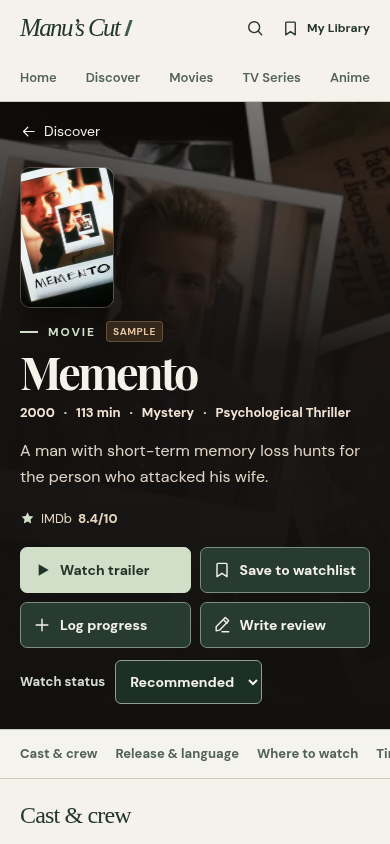 Manu's Cut /
My Library
Home Discover Movies TV Series Anime
← Discover
MEMENTO
MOVIE SAMPLE
Memento
2000 · 113 min · Mystery · Psychological Thriller
A man with short-term memory loss hunts for
the person who attacked his wife.
IMDb 8.4/10
Watch trailer
Save to watchlist
Log progress
Write review
Watch status Recommended
Cast & crew Release & language Where to watch
Cast & crew